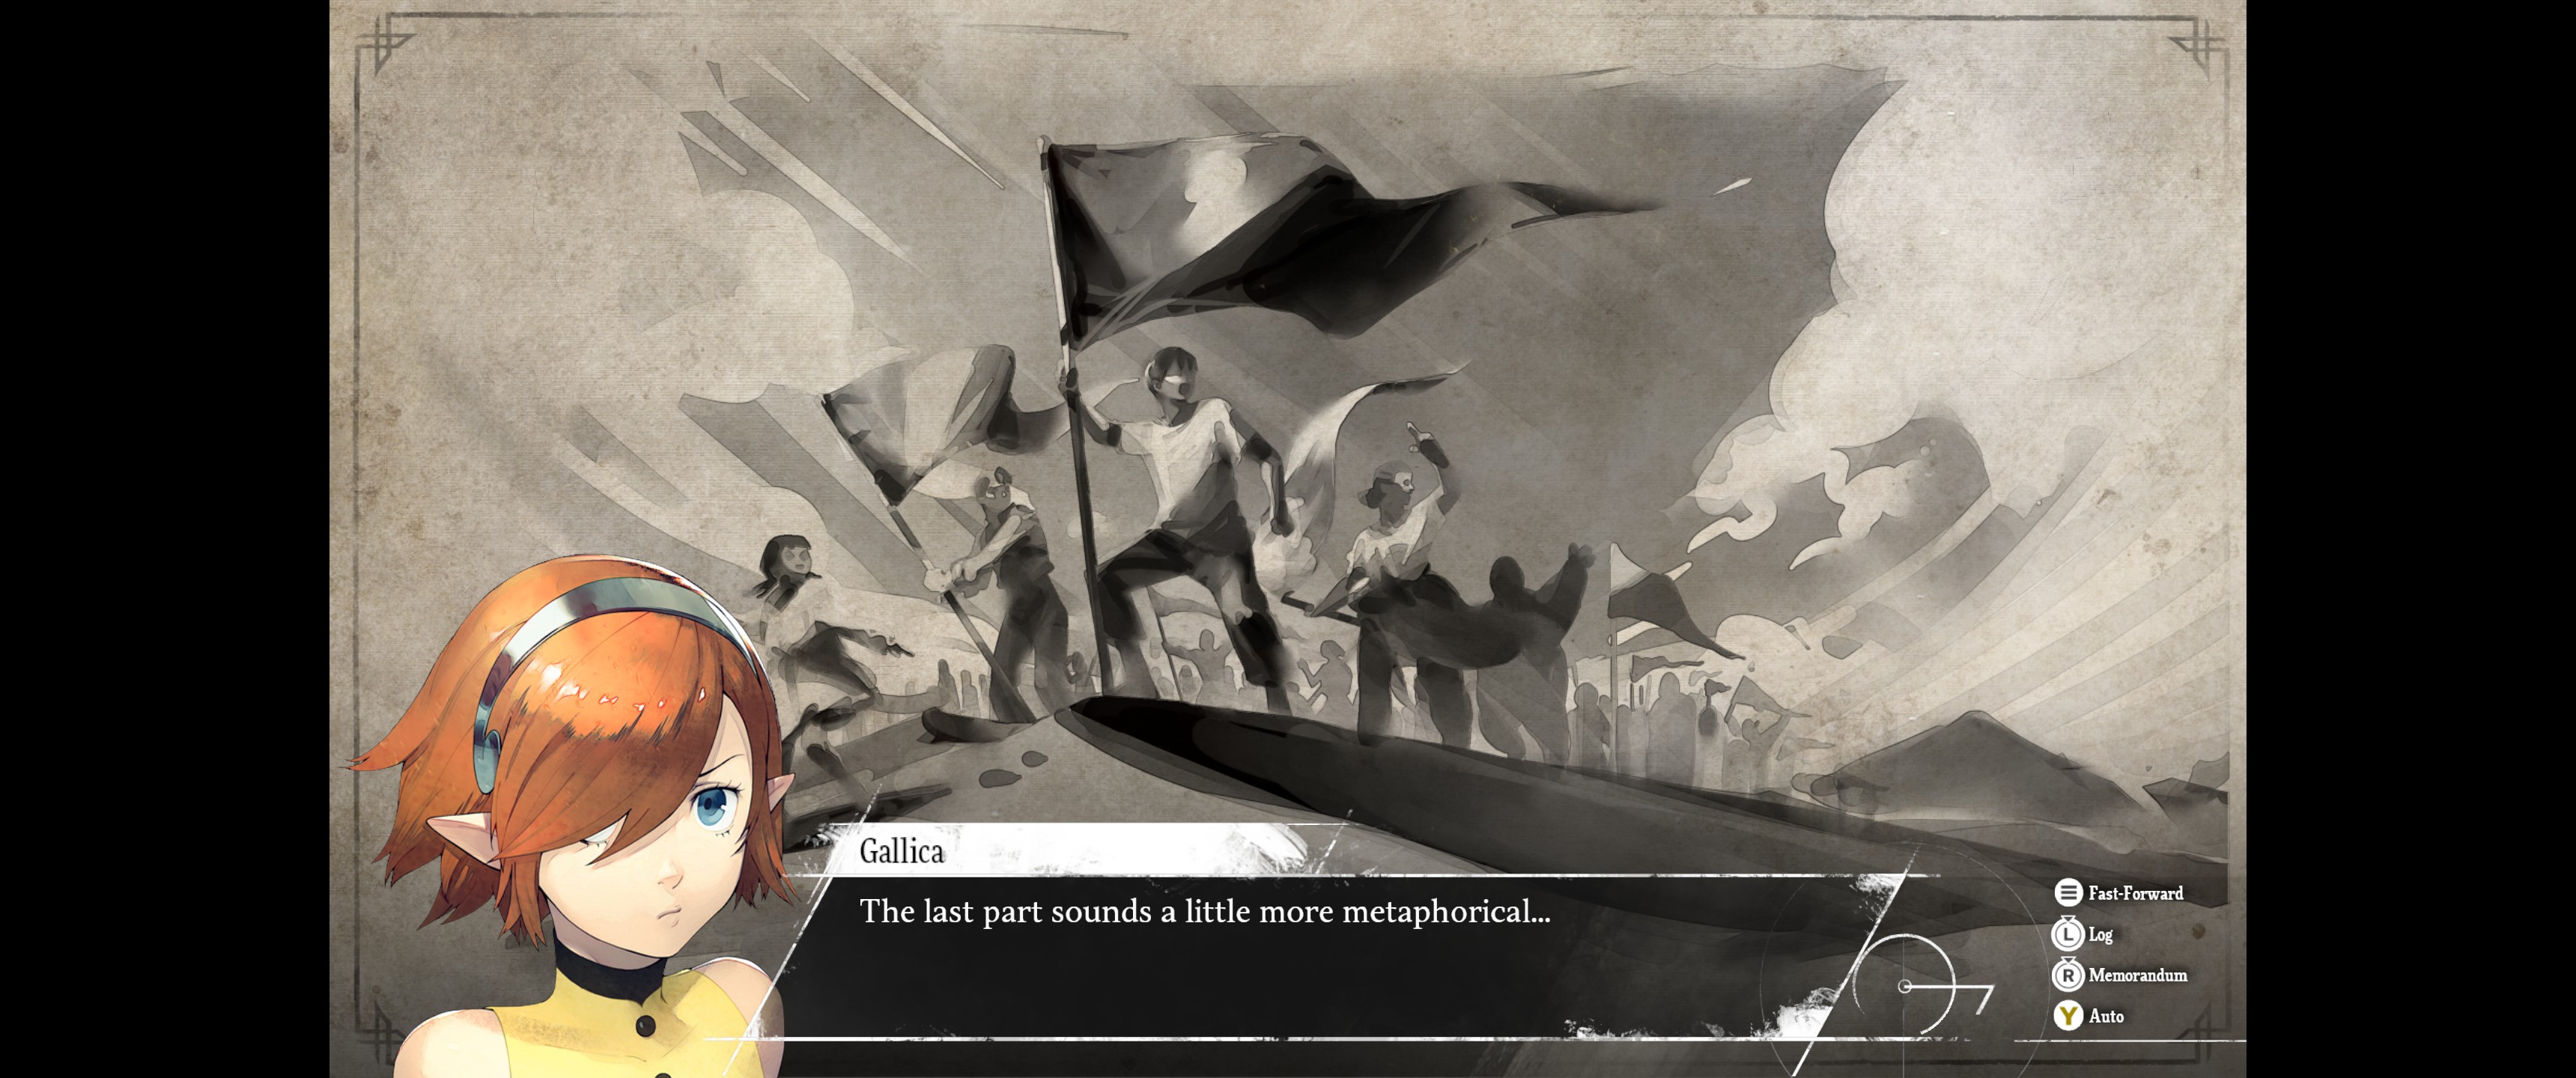 Gallica
The last part sounds a little more metaphorical...
Fast-Forward
L Log
R Memorandum
Y Auto